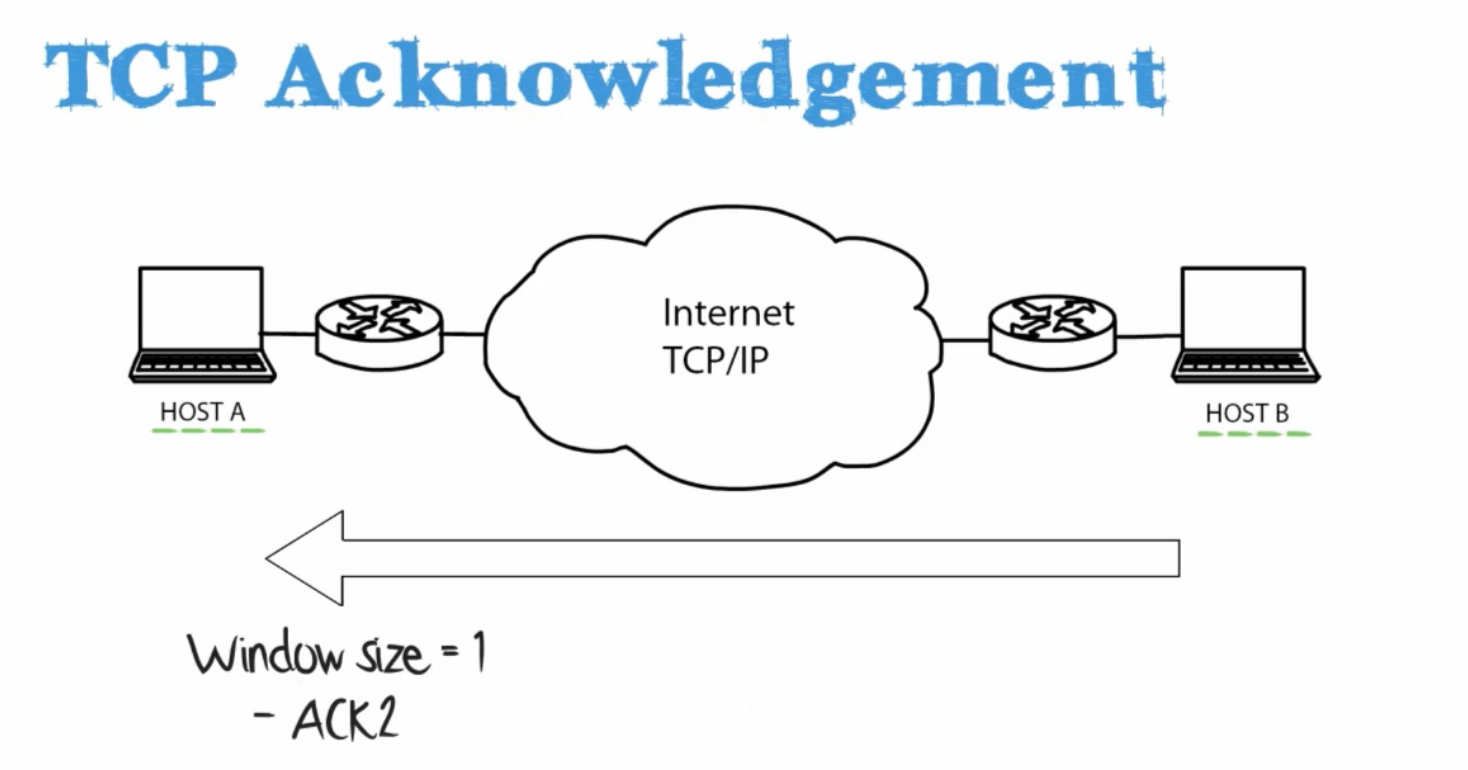 TCP Acknowledgement
Internet
TCP/IP
HOST A
HOST B
Window size = 1
- ACK2